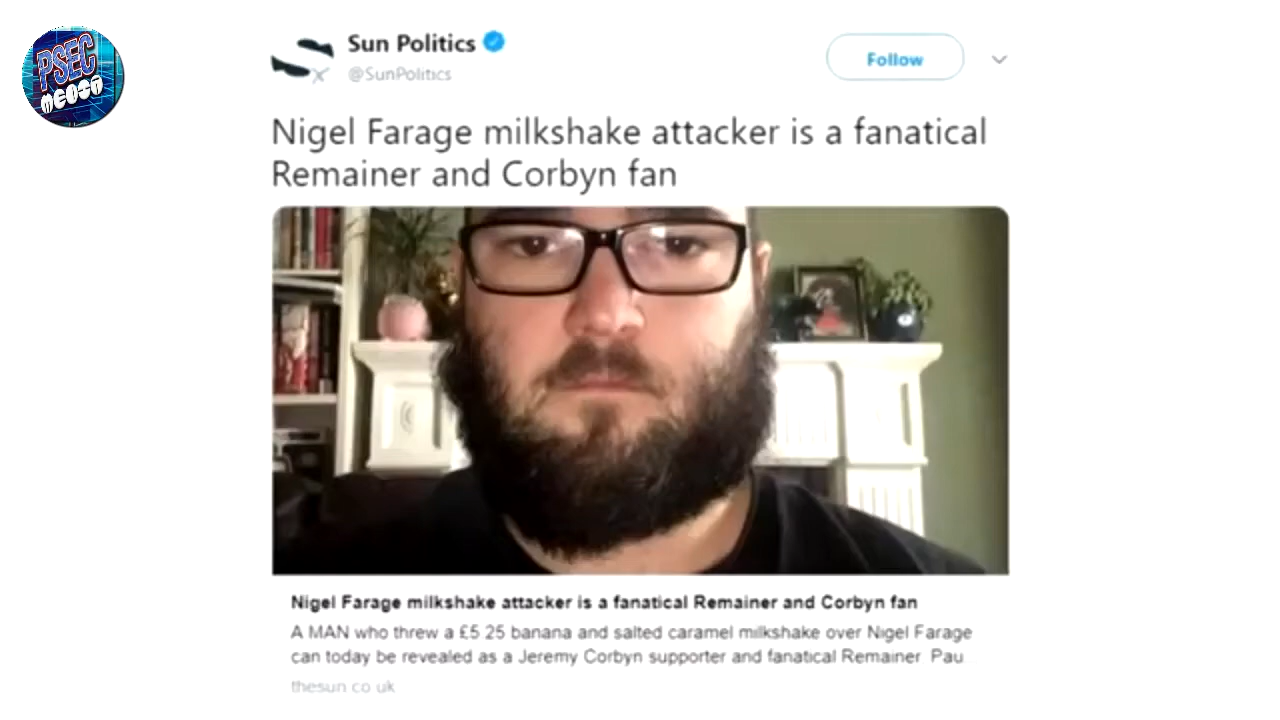 PSEC
MEDIA
Sun Politics
@SunPolitics
Follow
Nigel Farage milkshake attacker is a fanatical
Remainer and Corbyn fan
Nigel Farage milkshake attacker is a fanatical Remainer and Corbyn fan
A MAN who threw a £5 25 banana and salted caramel milkshake over Nigel Farage
can today be revealed as a Jeremy Corbyn supporter and fanatical Remainer Pau
thesun co uk